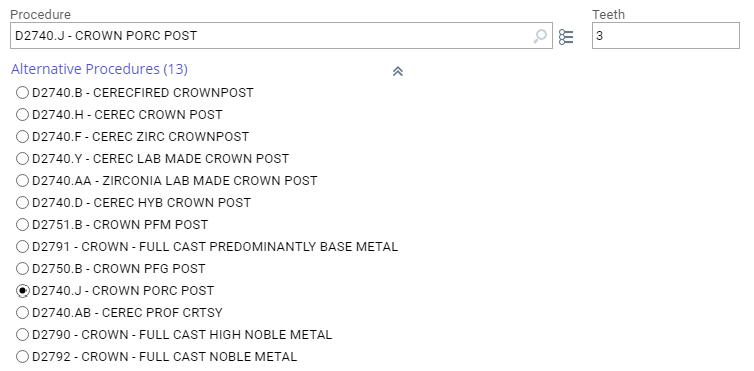 Procedure
Teeth
D2740.J - CROWN PORC POST
3
Alternative Procedures (13)
D2740.B - CERECFIRED CROWNPOST
D2740.H - CEREC CROWN POST
D2740.F - CEREC ZIRC CROWNPOST
D2740.Y - CEREC LAB MADE CROWN POST
D2740.AA - ZIRCONIA LAB MADE CROWN POST
D2740.D - CEREC HYB CROWN POST
D2751.B - CROWN PFM POST
D2791 - CROWN - FULL CAST PREDOMINANTLY BASE METAL
D2750.B - CROWN PFG POST
D2740.J - CROWN PORC POST
D2740.AB - CEREC PROF CRTSY
D2790 - CROWN - FULL CAST HIGH NOBLE METAL
D2792 - CROWN - FULL CAST NOBLE METAL